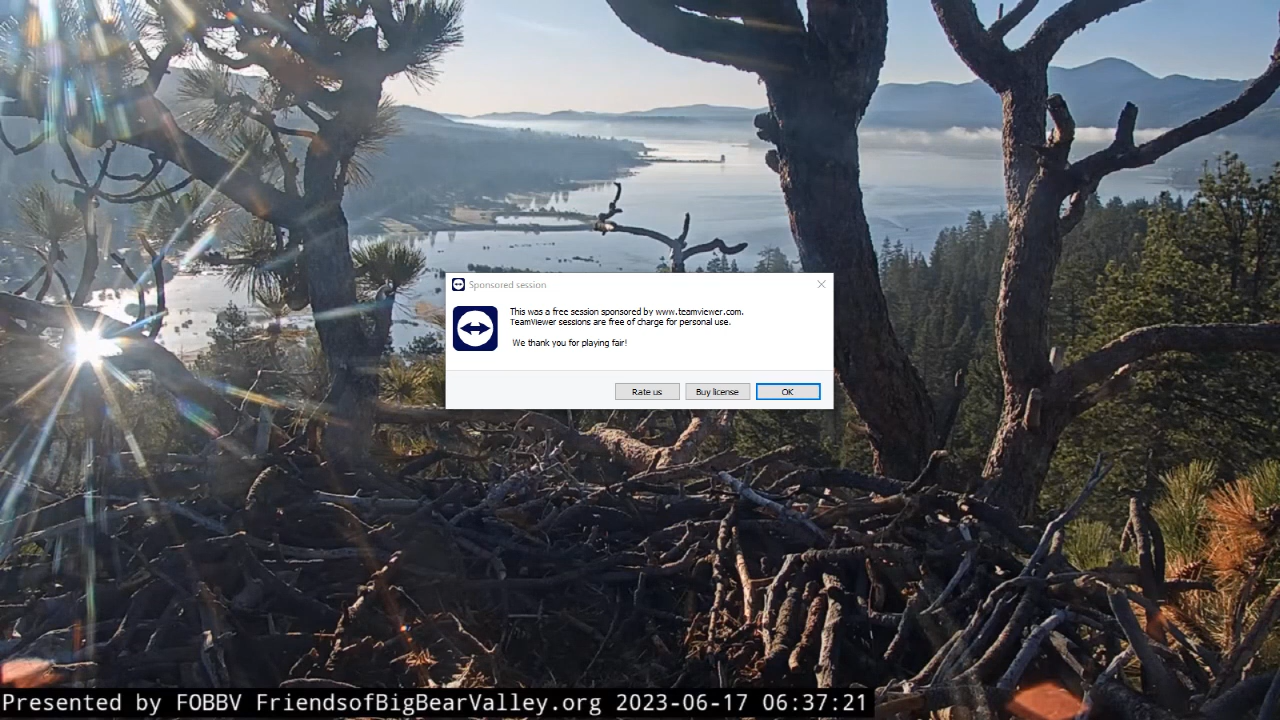 Sponsored session
This was a free session sponsored by www.teamviewer.com.
TeamViewer sessions are free of charge for personal use.
We thank you for playing fair!
Rate us
Buy license
OK
Presented by FOBBV FriendsofBigBearValley.org 2023-06-17 06:37:21